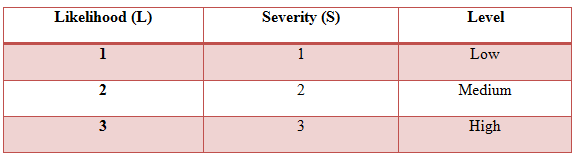 Likelihood (L) Severity (S) Level
1 1 Low
2 2 Medium
3 3 High